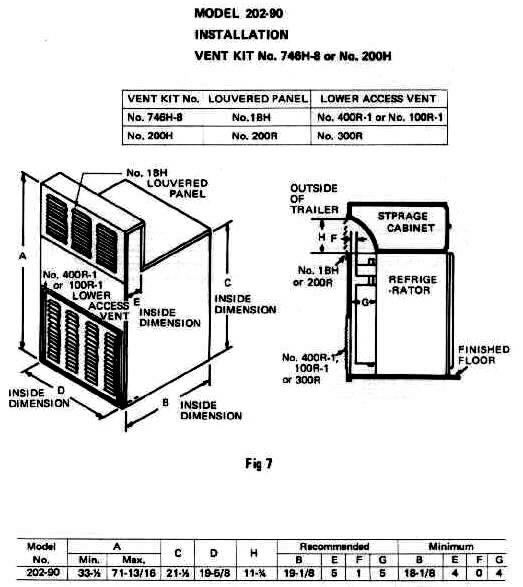 MODEL 202-90
INSTALLATION
VENT KIT No. 746H-8 or No. 200H
VENT KIT No. LOUVERED PANEL LOWER ACCESS VENT
No. 746H-8 No.1BH No. 400R-1 or No. 100R-1
No. 200H No. 200R No. 300R
No. 1BH
LOUVERED
PANEL
A
No. 400R-1
or 100R-1
LOWER
ACCESS
VENT
E
INSIDE
DIMENSION
C
INSIDE
DIMENSION
D
INSIDE
DIMENSION
B
INSIDE
DIMENSION
OUTSIDE
OF
TRAILER
STPRAGE
CABINET
H
F
No. 1BH
or 200R
REFRIGE
-RATOR
G
No. 400R-1,
100R-1
or 300R
FINISHED
FLOOR
Fig 7
Model No. A C D H Recommended Minimum
Min. Max. B E F G B E F G
202-90 33-½ 71-13/16 21-½ 19-5/8 11-¼ 19-1/8 5 1 5 18-1/8 4 0 4